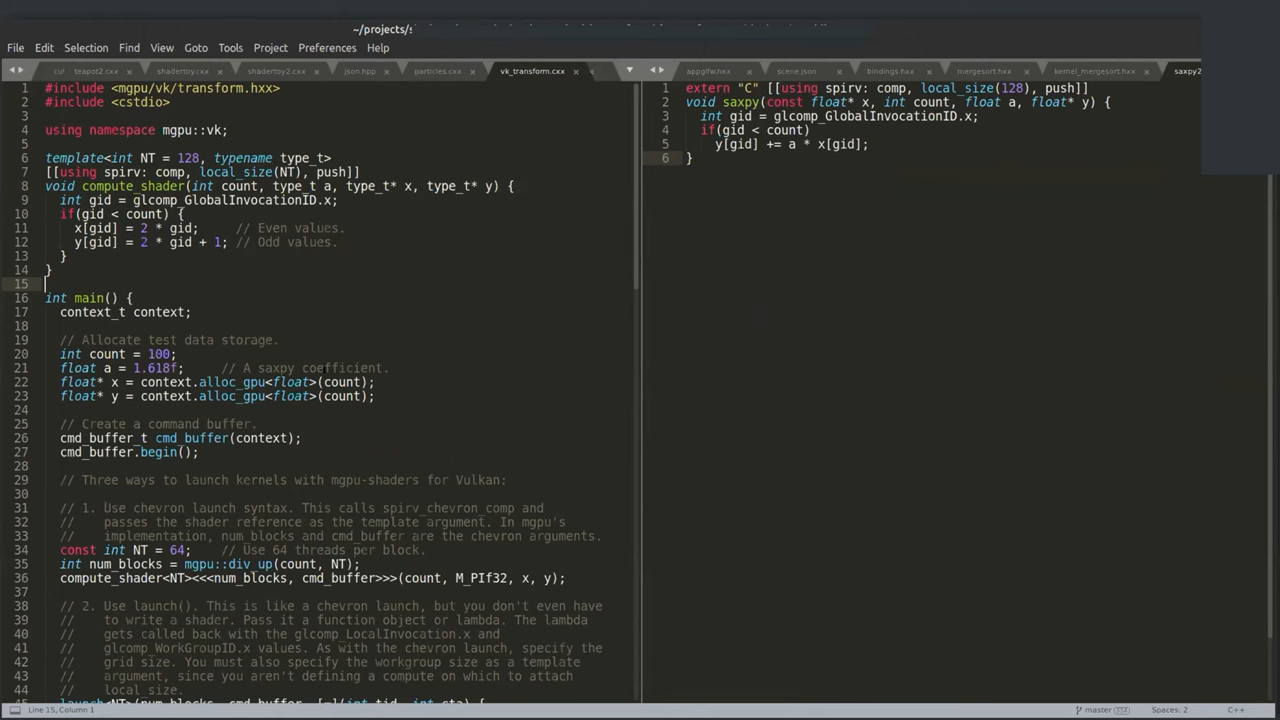 ~/projects/s
File Edit Selection Find View Goto Tools Project Preferences Help
teapot2.cxx × shadertoy.cxx × shadertoy2.cxx × json.hpp × particles.cxx × vk_transform.cxx ×
appglfw.hxx × scene.json × bindings.hxx × mergesort.hxx × kernel_mergesort.hxx × saxpy2
1 #include <mgpu/vk/transform.hxx>
2 #include <cstdio>
3
4 using namespace mgpu::vk;
5
6 template<int NT = 128, typename type_t>
7 [[using spirv: comp, local_size(NT), push]]
8 void compute_shader(int count, type_t a, type_t* x, type_t* y) {
9   int gid = glcomp_GlobalInvocationID.x;
10   if(gid < count) {
11     x[gid] = 2 * gid;     // Even values.
12     y[gid] = 2 * gid + 1; // Odd values.
13   }
14 }
15
16 int main() {
17   context_t context;
18
19   // Allocate test data storage.
20   int count = 100;
21   float a = 1.618f;     // A saxpy coefficient.
22   float* x = context.alloc_gpu<float>(count);
23   float* y = context.alloc_gpu<float>(count);
24
25   // Create a command buffer.
26   cmd_buffer_t cmd_buffer(context);
27   cmd_buffer.begin();
28
29   // Three ways to launch kernels with mgpu-shaders for Vulkan:
30
31   // 1. Use chevron launch syntax. This calls spirv_chevron_comp and
32   //    passes the shader reference as the template argument. In mgpu's
33   //    implementation, num_blocks and cmd_buffer are the chevron arguments.
34   const int NT = 64;    // Use 64 threads per block.
35   int num_blocks = mgpu::div_up(count, NT);
36   compute_shader<NT><<<num_blocks, cmd_buffer>>>(count, M_PIf32, x, y);
37
38   // 2. Use launch(). This is like a chevron launch, but you don't even have
39   //    to write a shader. Pass it a function object or lambda. The lambda
40   //    gets called back with the glcomp_LocalInvocation.x and
41   //    glcomp_WorkGroupID.x values. As with the chevron launch, specify the
42   //    grid size. You must also specify the workgroup size as a template
43   //    argument, since you aren't defining a compute on which to attach
44   //    local_size.
45   launch<NT>(num_blocks, cmd_buffer, [=](int tid, int cta) {
1 extern "C" [[using spirv: comp, local_size(128), push]]
2 void saxpy(const float* x, int count, float a, float* y) {
3   int gid = glcomp_GlobalInvocationID.x;
4   if(gid < count)
5     y[gid] += a * x[gid];
6 }
Line 15, Column 1
master 354 Spaces: 2 C++